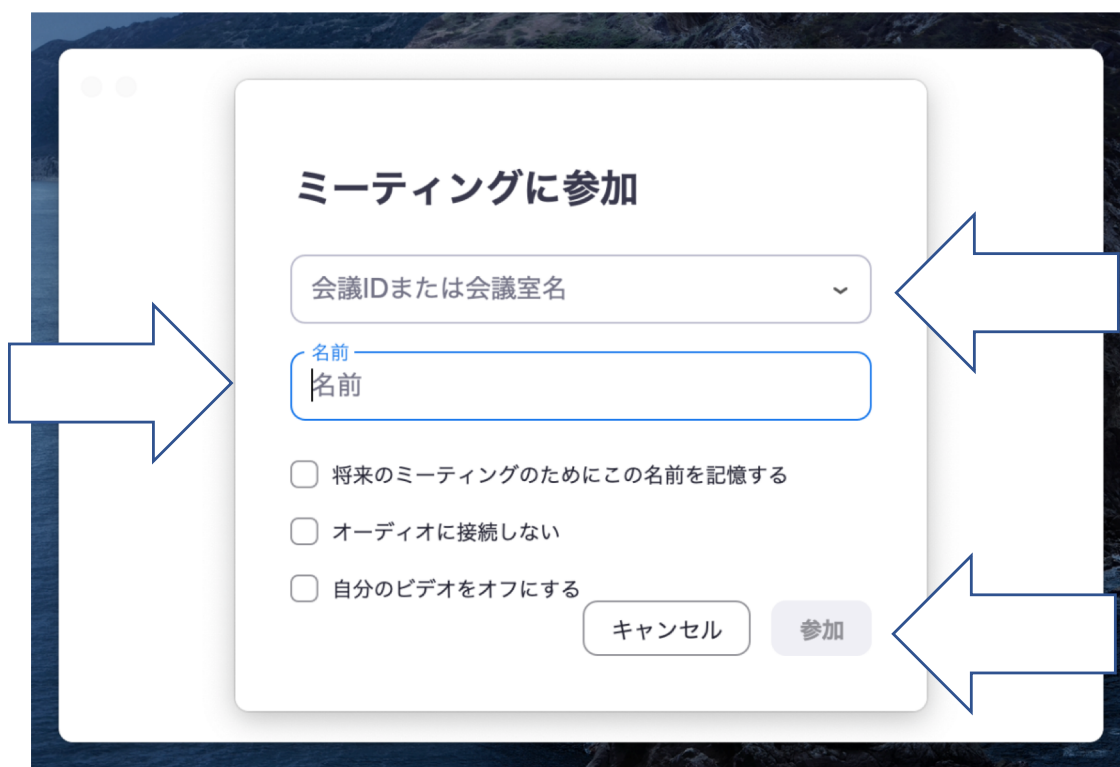 ミーティングに参加
会議IDまたは会議室名
名前
名前
将来のミーティングのためにこの名前を記憶する
オーディオに接続しない
自分のビデオをオフにする
キャンセル 参加